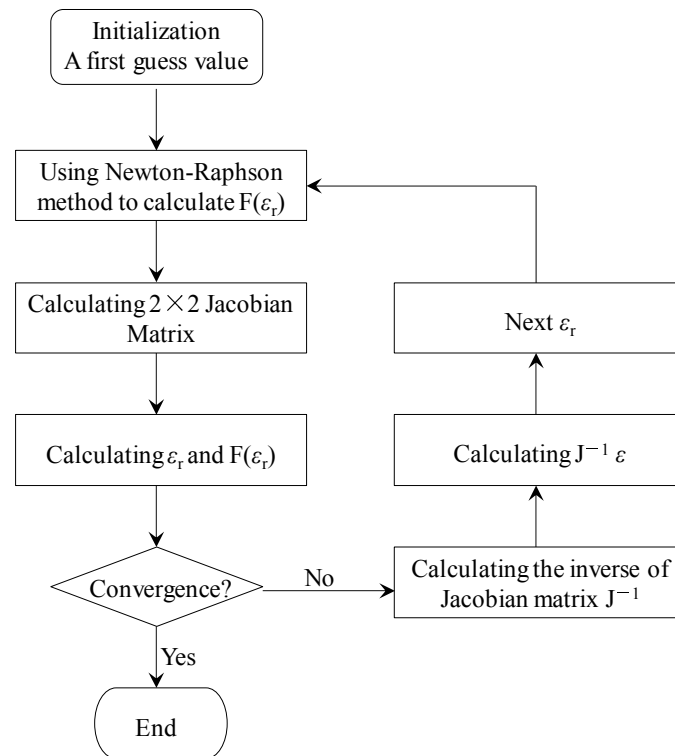 Initialization
A first guess value
Using Newton-Raphson
method to calculate F(εr)
Calculating 2×2 Jacobian
Matrix
Next εr
Calculating εr and F(εr)
Calculating J−1 ε
Convergence?
No
Calculating the inverse of
Jacobian matrix J−1
Yes
End